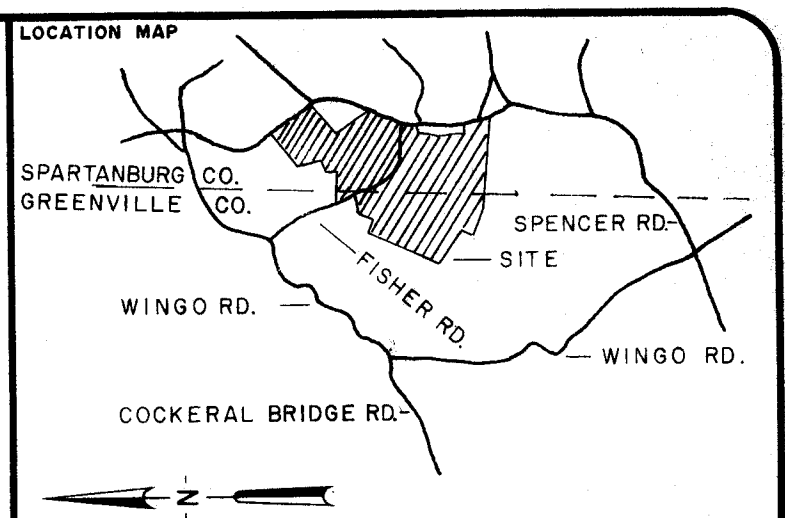 LOCATION MAP
SPARTANBURG CO.
GREENVILLE CO.
SPENCER RD.
SITE
FISHER RD.
WINGO RD.
WINGO RD.
COCKERAL BRIDGE RD.
N